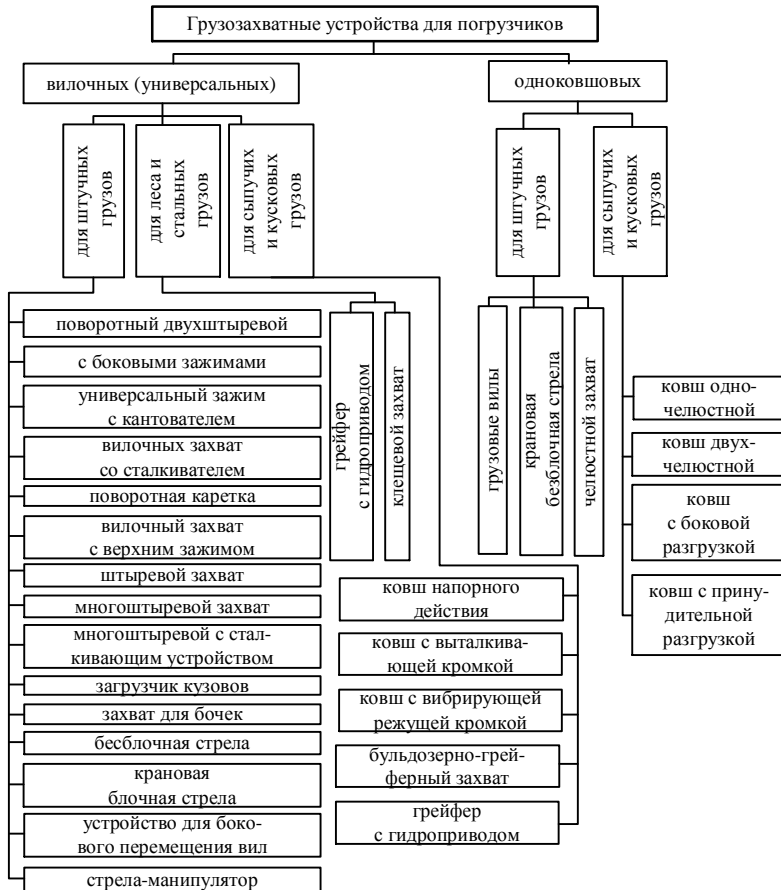 Грузозахватные устройства для погрузчиков
вилочных (универсальных)
одноковшовых
для штучных
грузов
для леса и
стальных
грузов
для сыпучих
и кусковых
грузов
для штучных
грузов
для сыпучих
и кусковых
грузов
поворотный двухштыревой
с боковыми зажимами
универсальный зажим
с кантователем
вилочных захват
со сталкивателем
поворотная каретка
вилочный захват
с верхним зажимом
штыревой захват
многоштыревой захват
многоштыревой с стал-
кивающим устройством
загрузчик кузовов
захват для бочек
бесблочная стрела
крановая
блочная стрела
устройство для боко-
вого перемещения вил
стрела-манипулятор
грейфер
с гидроприводом
клещевой захват
ковш напорного
действия
ковш с выталкива-
ющей кромкой
ковш с вибрирующей
режущей кромкой
бульдозерно-грей-
ферный захват
грейфер
с гидроприводом
грузовые вилы
крановая
безблочная стрела
челюстной захват
ковш одно-
челюстной
ковш двух-
челюстной
ковш
с боковой
разгрузкой
ковш с прину-
дительной
разгрузкой